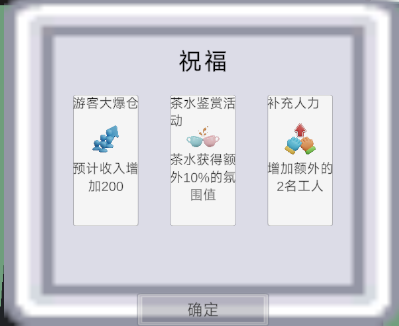 祝福
游客大爆仓
预计收入增
加200
茶水鉴赏活
动
茶水获得额
外10%的氛
围值
补充人力
增加额外的
2名工人
确定